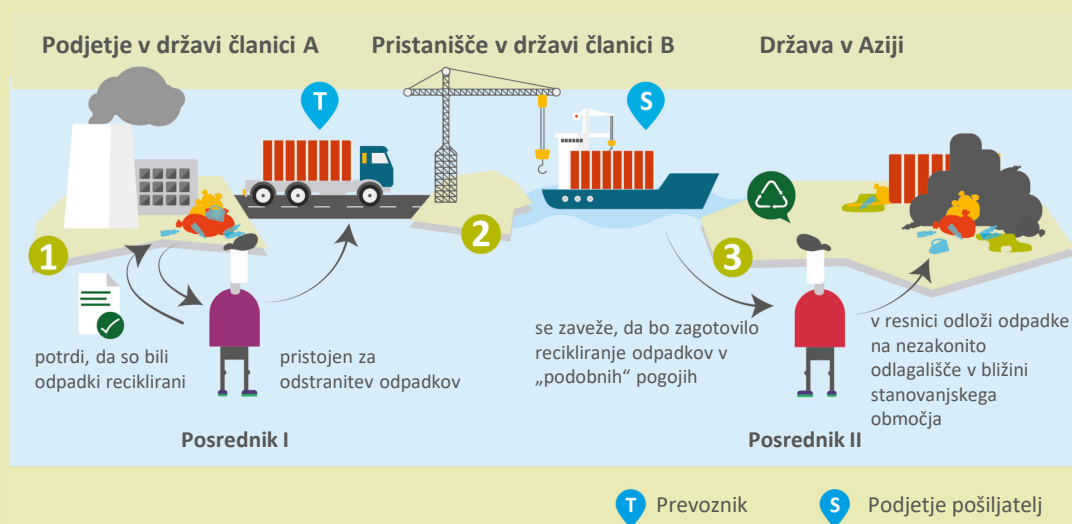 Podjetje v državi članici A
Pristanišče v državi članici B
Država v Aziji
T
S
1
2
3
potrdi, da so bili
odpadki reciklirani
pristojen za
odstranitev odpadkov
Posrednik I
se zaveže, da bo zagotovilo
recikliranje odpadkov v
„podobnih“ pogojih
v resnici odloži odpadke
na nezakonito
odlagališče v bližini
stanovanjskega
območja
Posrednik II
T Prevoznik
S Podjetje pošiljatelj